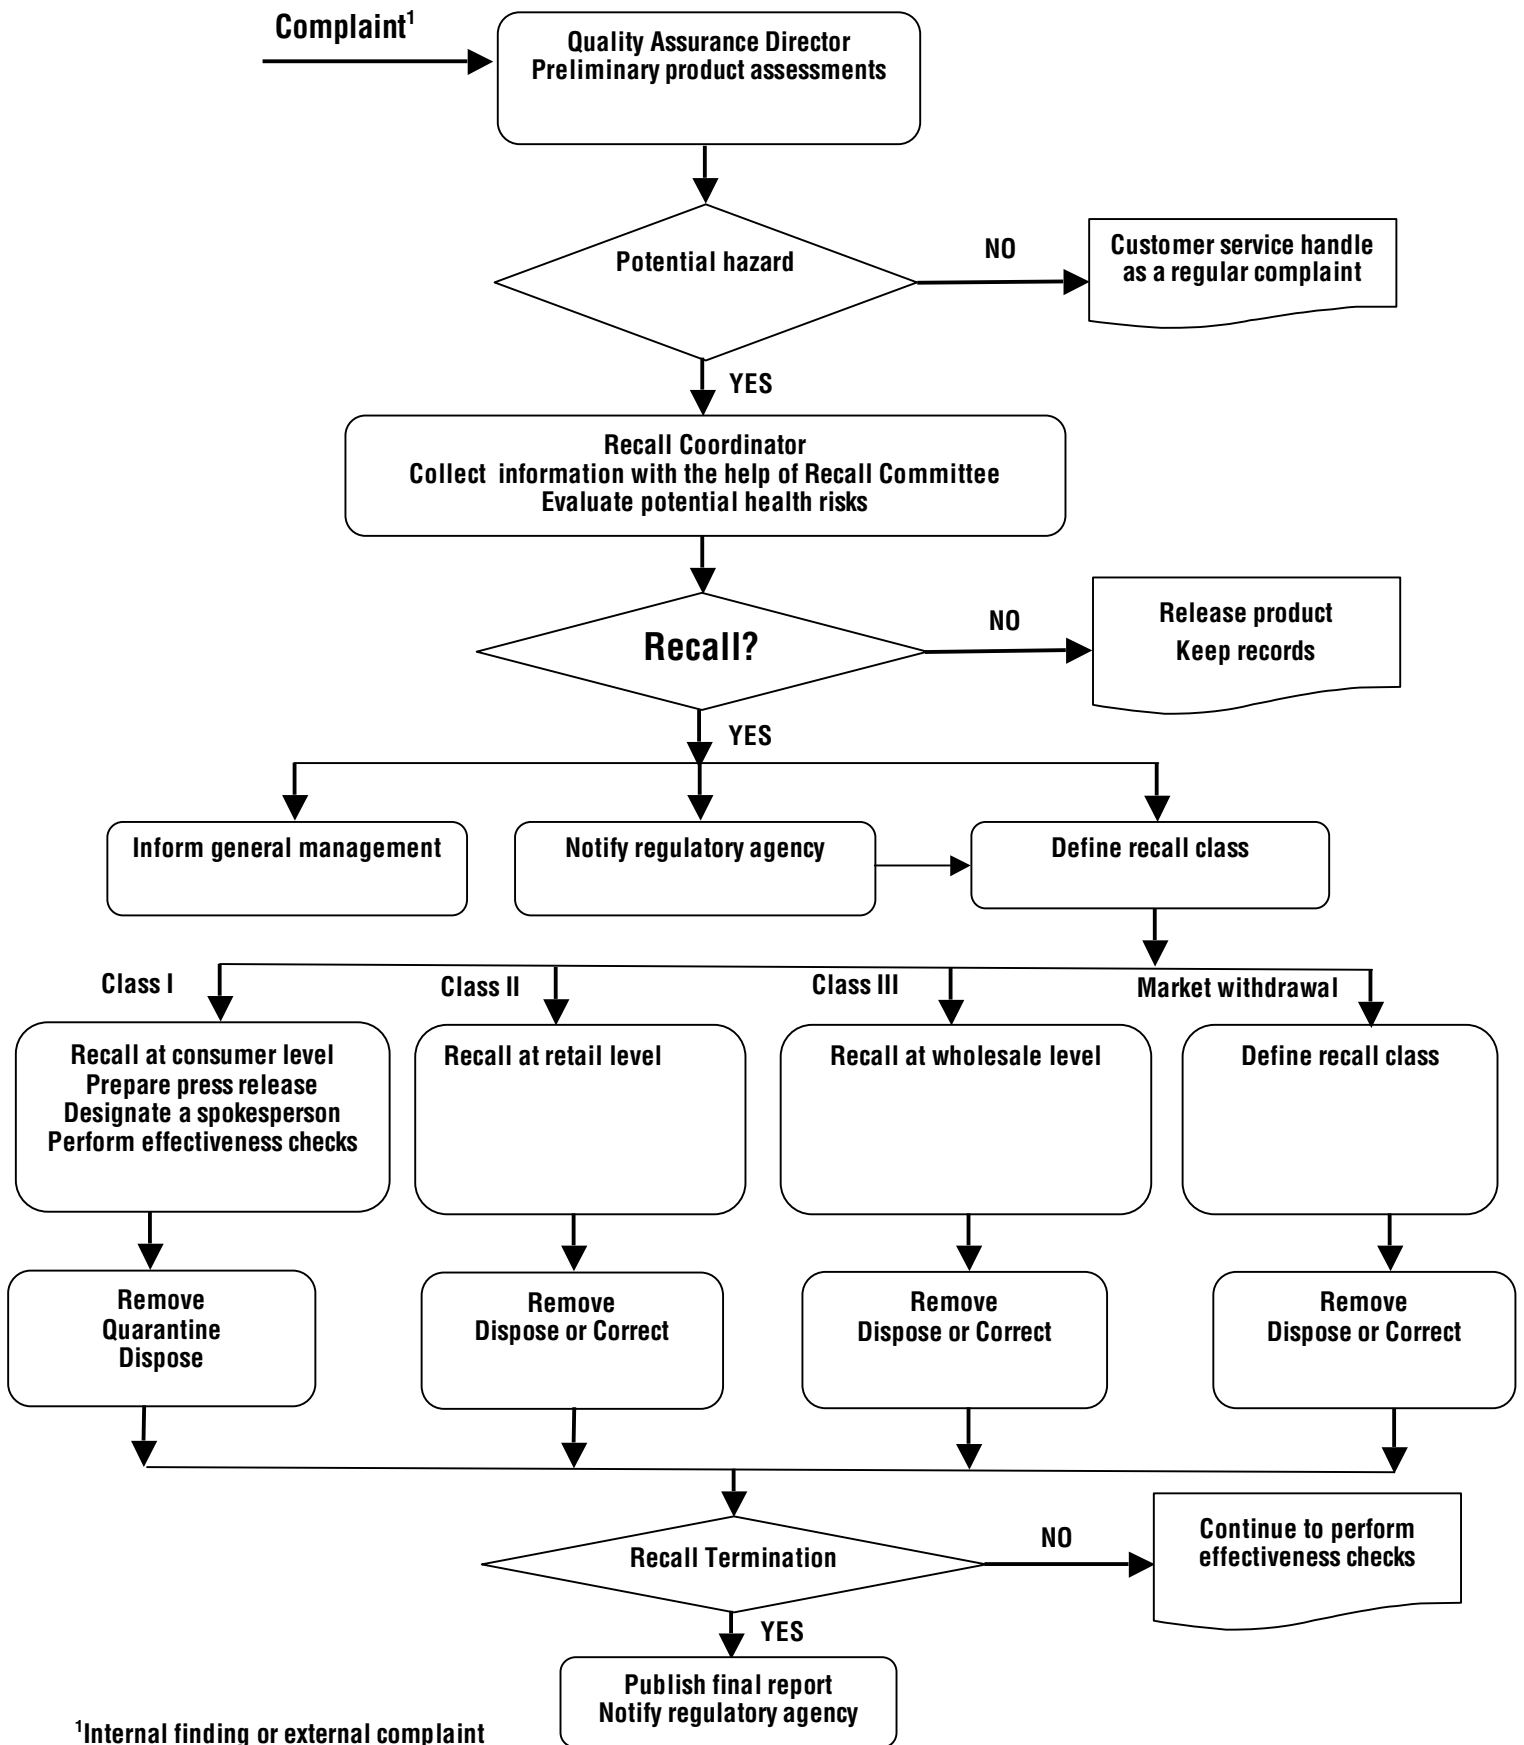 Complaint¹
Quality Assurance Director
Preliminary product assessments
Potential hazard
NO
Customer service handle
as a regular complaint
YES
Recall Coordinator
Collect information with the help of Recall Committee
Evaluate potential health risks
Recall?
NO
Release product
Keep records
YES
Inform general management
Notify regulatory agency
Define recall class
Class I
Class II
Class III
Market withdrawal
Recall at consumer level
Prepare press release
Designate a spokesperson
Perform effectiveness checks
Recall at retail level
Recall at wholesale level
Define recall class
Remove
Quarantine
Dispose
Remove
Dispose or Correct
Remove
Dispose or Correct
Remove
Dispose or Correct
Recall Termination
NO
Continue to perform
effectiveness checks
YES
Publish final report
Notify regulatory agency
¹Internal finding or external complaint